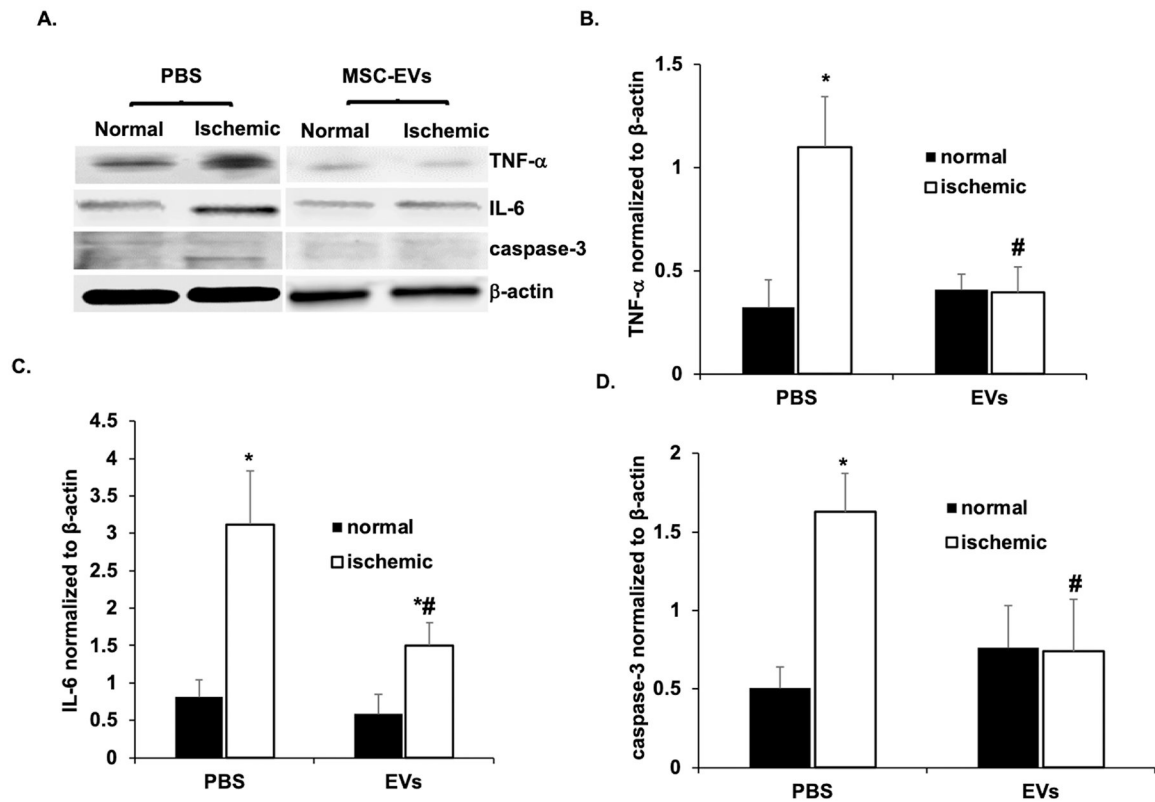 A.
PBS MSC-EVs
Normal Ischemic Normal Ischemic
TNF-α
IL-6
caspase-3
β-actin
B.
TNF-α normalized to β-actin
1.5
1
0.5
0
*
#
normal
ischemic
PBS EVs
C.
IL-6 normalized to β-actin
4.5
4
3.5
3
2.5
2
1.5
1
0.5
0
*
*#
normal
ischemic
PBS EVs
D.
caspase-3 normalized to β-actin
2
1.5
1
0.5
0
*
#
normal
ischemic
PBS EVs